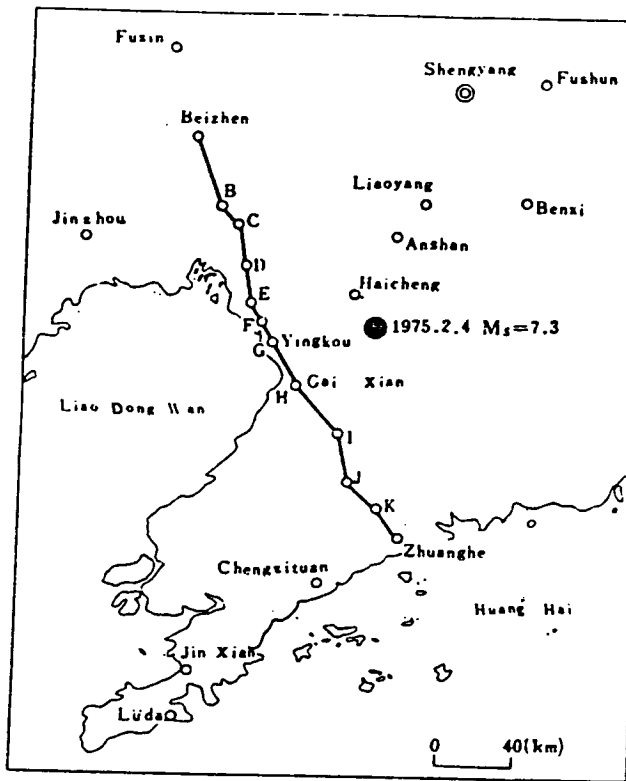 Fuxin
Shengyang
Fushun
Beizhen
Liaoyang
B
Benxi
C
Jinzhou
Anshan
D
Haicheng
E
1975.2.4 Ms=7.3
F
Yingkou
G
Gai Xian
H
Liao Dong Wan
I
J
K
Zhuanghe
Chengzituan
Huang Hai
Jin Xian
Lüda
0 40(km)